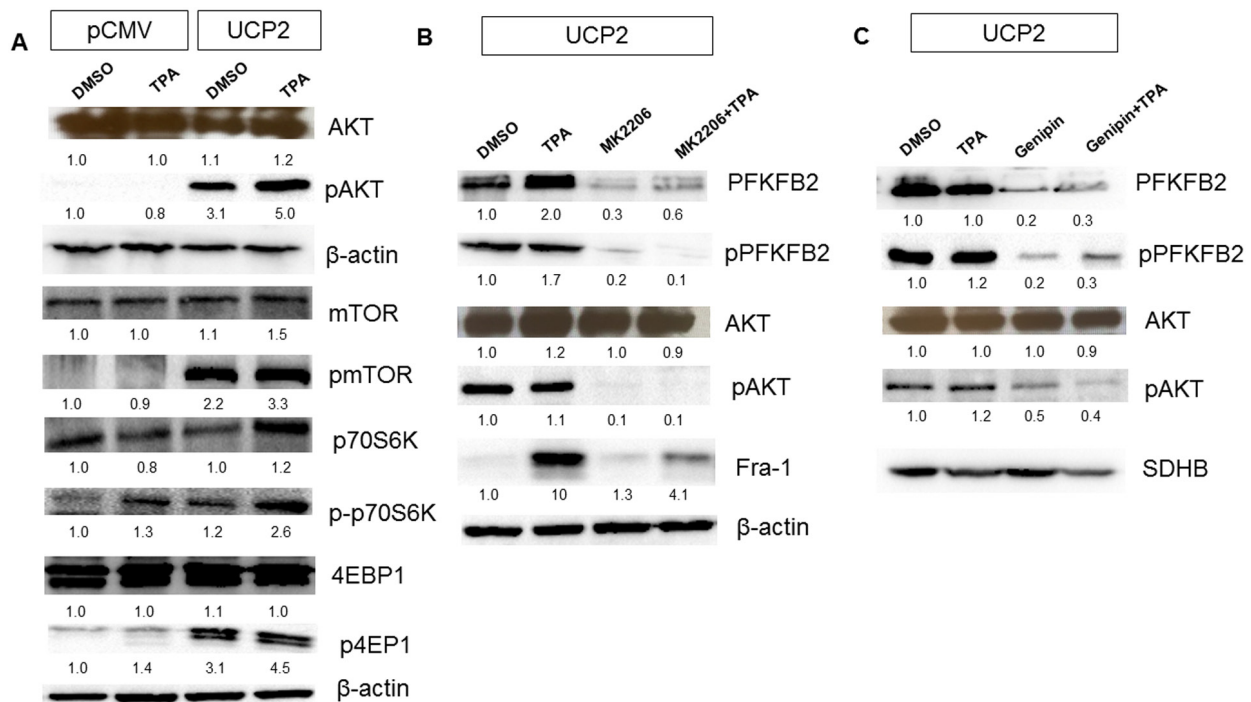 A
pCMV UCP2
DMSO TPA DMSO TPA
AKT
1.0 1.0 1.1 1.2
pAKT
1.0 0.8 3.1 5.0
β-actin
mTOR
1.0 1.0 1.1 1.5
pmTOR
1.0 0.9 2.2 3.3
p70S6K
1.0 0.8 1.0 1.2
p-p70S6K
1.0 1.3 1.2 2.6
4EBP1
1.0 1.0 1.1 1.0
p4EP1
1.0 1.4 3.1 4.5
β-actin
B
UCP2
DMSO TPA MK2206 MK2206+TPA
PFKFB2
1.0 2.0 0.3 0.6
pPFKFB2
1.0 1.7 0.2 0.1
AKT
1.0 1.2 1.0 0.9
pAKT
1.0 1.1 0.1 0.1
Fra-1
1.0 10 1.3 4.1
β-actin
C
UCP2
DMSO TPA Genipin Genipin+TPA
PFKFB2
1.0 1.0 0.2 0.3
pPFKFB2
1.0 1.2 0.2 0.3
AKT
1.0 1.0 1.0 0.9
pAKT
1.0 1.2 0.5 0.4
SDHB